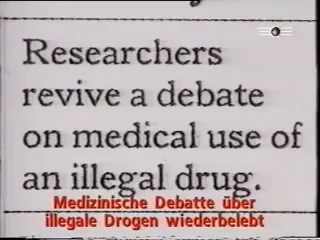 Researchers
revive a debate
on medical use of
an illegal drug.
Medizinische Debatte über
illegale Drogen wiederbelebt